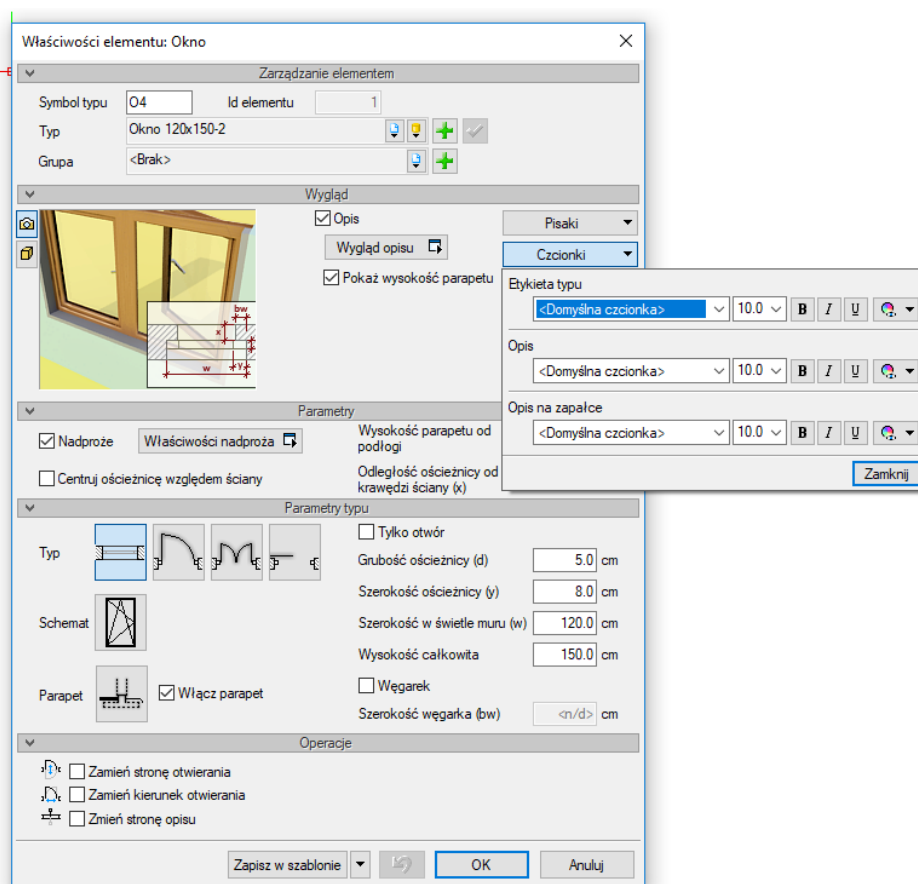 Właściwości elementu: Okno
Zarządzanie elementem
Symbol typu O4 Id elementu 1
Typ Okno 120x150-2
Grupa <Brak>
Wygląd
Opis Pisaki
Wygląd opisu Czcionki
Pokaż wysokość parapetu
Etykieta typu
<Domyślna czcionka> 10.0 B I U
Opis
<Domyślna czcionka> 10.0 B I U
Opis na zapałce
<Domyślna czcionka> 10.0 B I U
Zamknij
bw
x
w
y
Parametry
Nadproże Właściwości nadproża Wysokość parapetu od
podłogi
Centruj ościeżnicę względem ściany Odległość ościeżnicy od
krawędzi ściany (x)
Parametry typu
Typ
Tylko otwór
Grubość ościeżnicy (d) 5.0 cm
Szerokość ościeżnicy (y) 8.0 cm
Schemat
Szerokość w świetle muru (w) 120.0 cm
Wysokość całkowita 150.0 cm
Parapet Włącz parapet
Węgarek
Szerokość węgarka (bw) <n/d> cm
Operacje
Zamień stronę otwierania
Zamień kierunek otwierania
Zmień stronę opisu
Zapisz w szablonie OK Anuluj